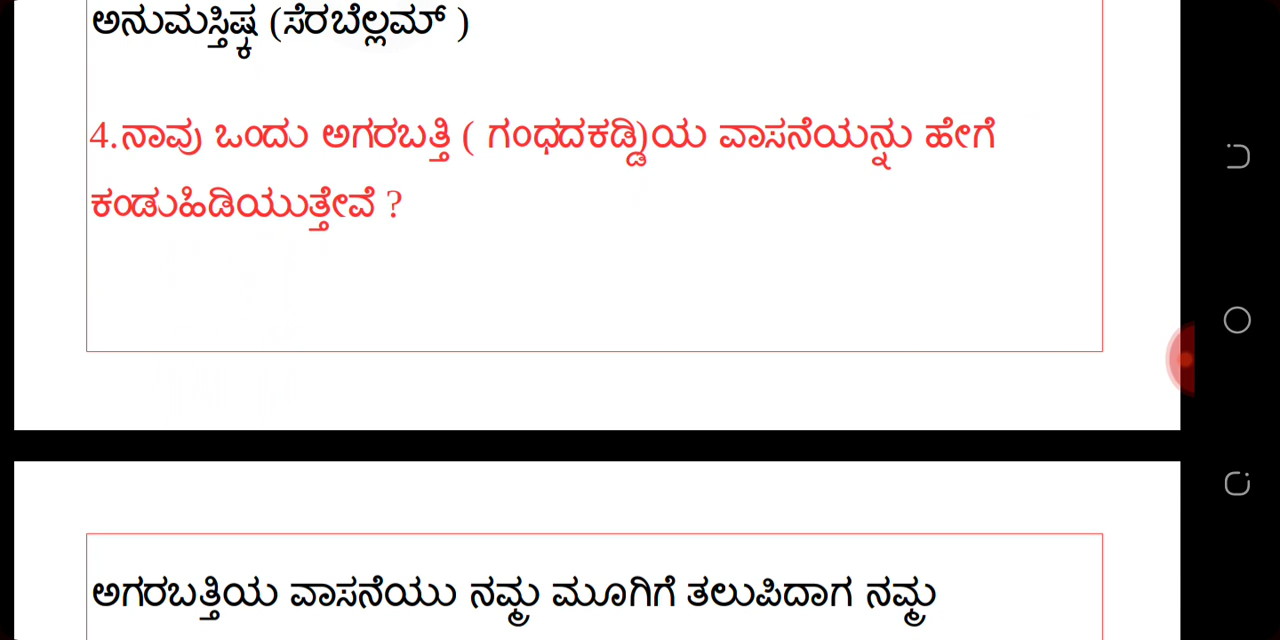 ಅನುಮಸ್ತಿಷ್ಕ (ಸೆರಬೆಲ್ಲಮ್ )
4.ನಾವು ಒಂದು ಅಗರಬತ್ತಿ ( ಗಂಧದಕಡ್ಡಿ)ಯ ವಾಸನೆಯನ್ನು ಹೇಗೆ
ಕಂಡುಹಿಡಿಯುತ್ತೇವೆ ?
ಅಗರಬತ್ತಿಯ ವಾಸನೆಯು ನಮ್ಮ ಮೂಗಿಗೆ ತಲುಪಿದಾಗ ನಮ್ಮ